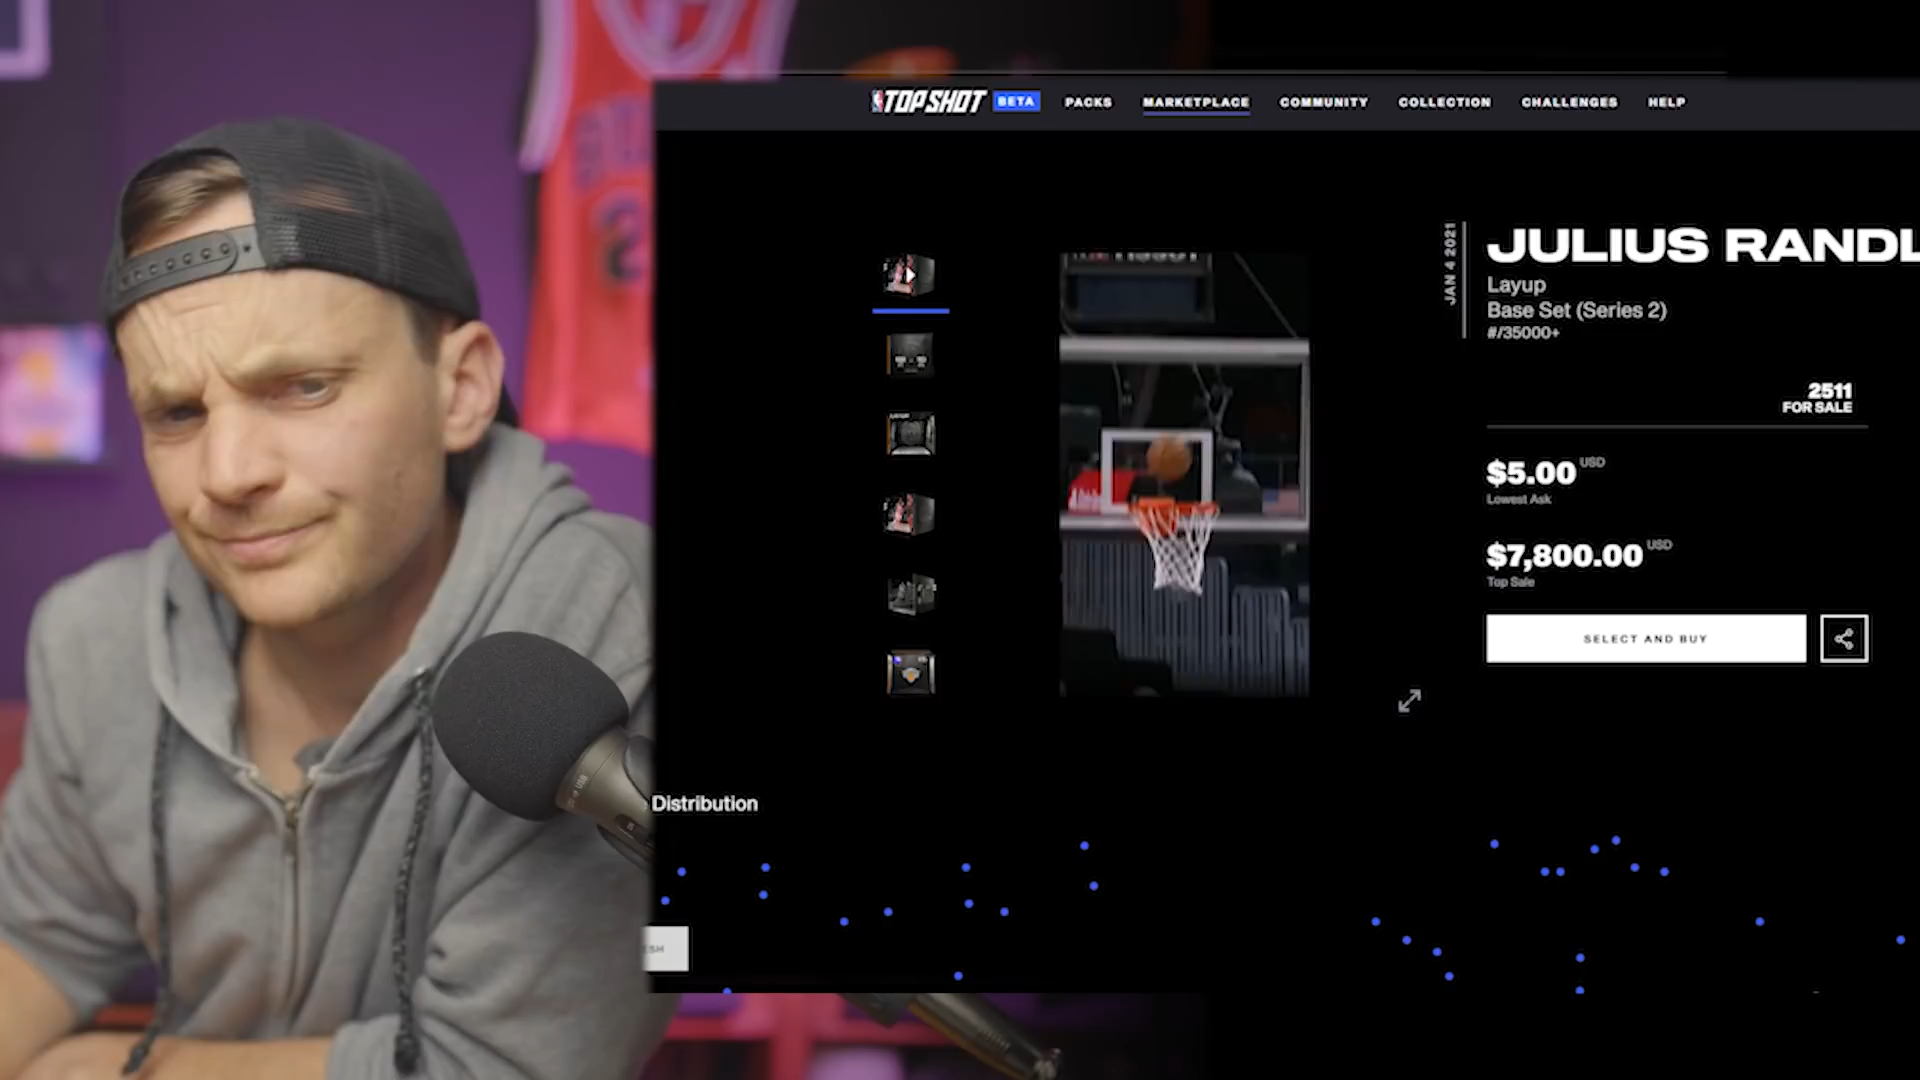 TOP SHOT BETA PACKS MARKETPLACE COMMUNITY COLLECTION CHALLENGES HELP
JAN 4 2021
JULIUS RANDL
Layup
Base Set (Series 2)
#/35000+
2511
FOR SALE
$5.00 USD
Lowest Ask
$7,800.00 USD
Top Sale
SELECT AND BUY
Distribution
USB